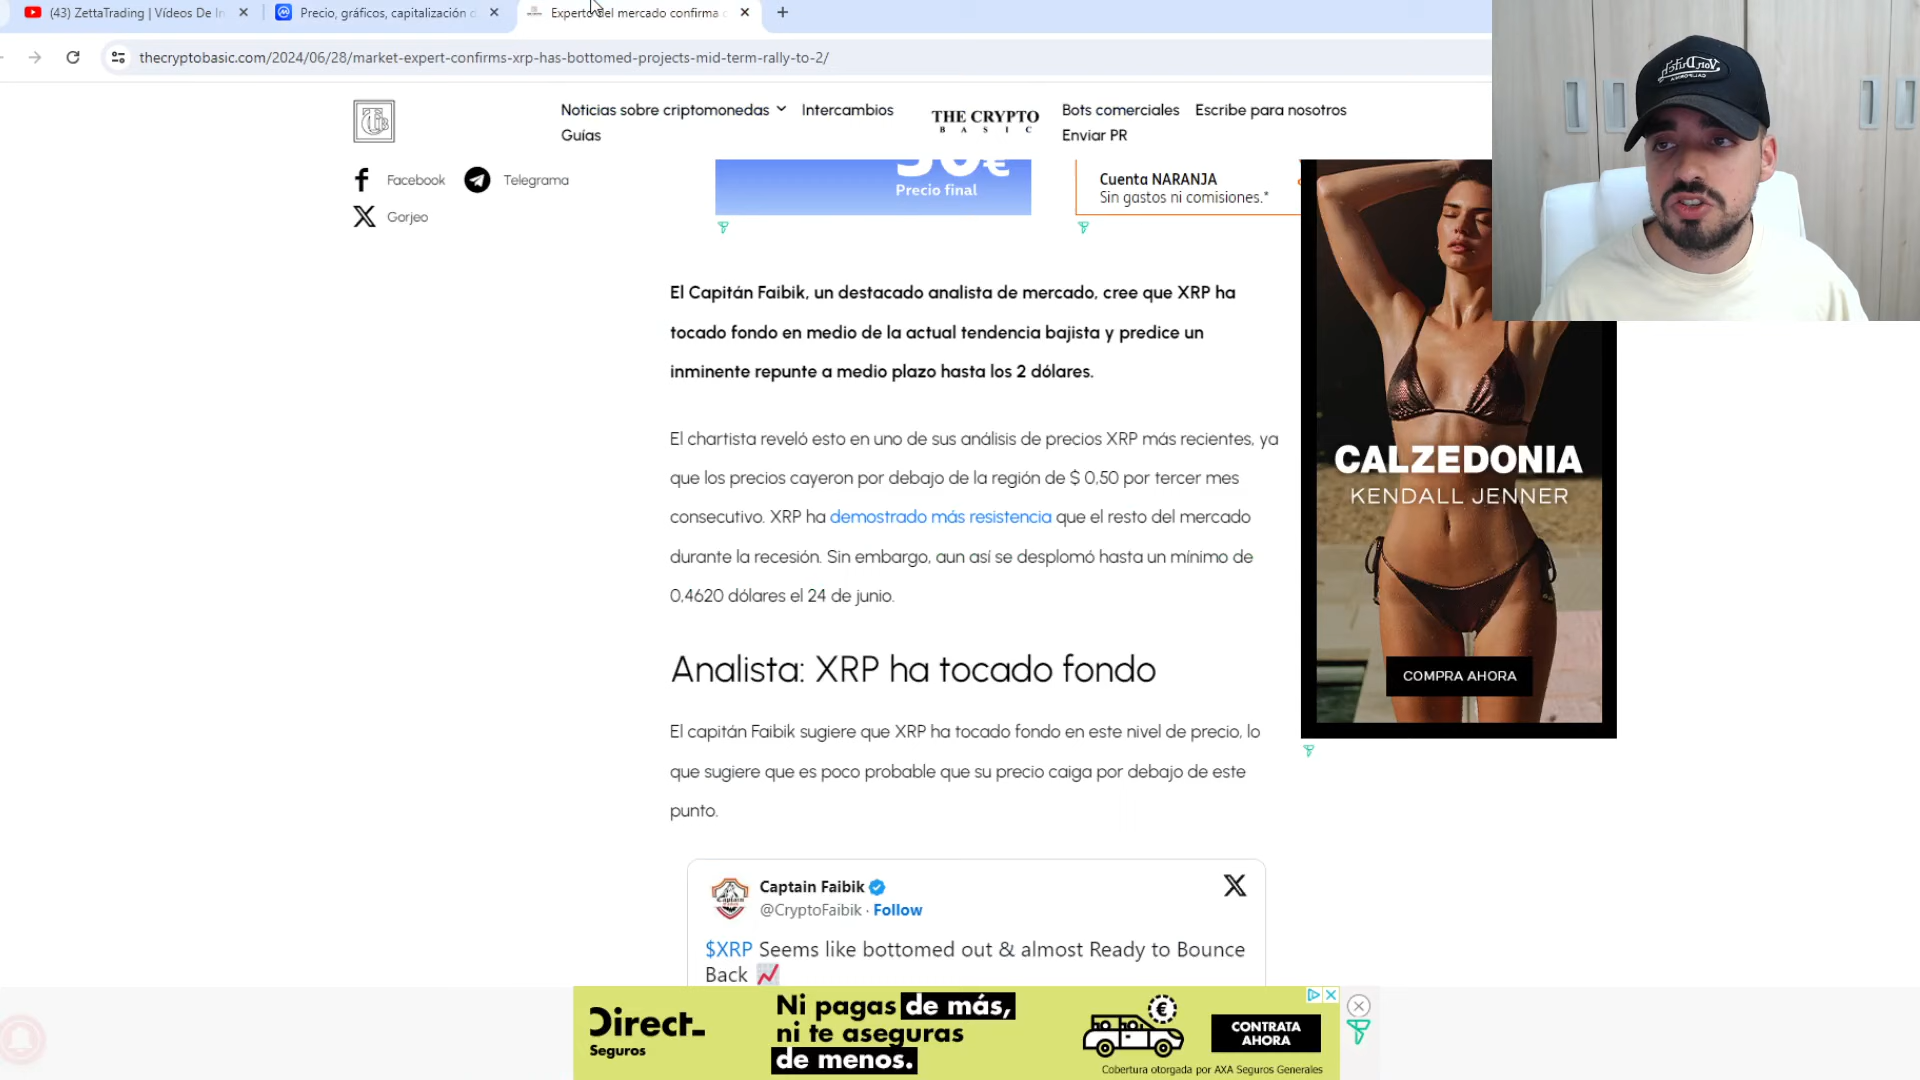 (43) ZettaTrading | Vídeos De In
Precio, gráficos, capitalización d
Experto del mercado confirma
thecryptobasic.com/2024/06/28/market-expert-confirms-xrp-has-bottomed-projects-mid-term-rally-to-2/
Noticias sobre criptomonedas
Intercambios
Guías
THE CRYPTO
BASIC
Bots comerciales
Escribe para nosotros
Enviar PR
Facebook
Telegrama
Gorjeo
Precio final
Cuenta NARANJA
Sin gastos ni comisiones.*
El Capitán Faibik, un destacado analista de mercado, cree que XRP ha
tocado fondo en medio de la actual tendencia bajista y predice un
inminente repunte a medio plazo hasta los 2 dólares.
El chartista reveló esto en uno de sus análisis de precios XRP más recientes, ya
que los precios cayeron por debajo de la región de $ 0,50 por tercer mes
consecutivo. XRP ha demostrado más resistencia que el resto del mercado
durante la recesión. Sin embargo, aun así se desplomó hasta un mínimo de
0,4620 dólares el 24 de junio.
Analista: XRP ha tocado fondo
El capitán Faibik sugiere que XRP ha tocado fondo en este nivel de precio, lo
que sugiere que es poco probable que su precio caiga por debajo de este
punto.
Captain Faibik
@CryptoFaibik · Follow
$XRP Seems like bottomed out & almost Ready to Bounce
Back
CALZEDONIA
KENDALL JENNER
COMPRA AHORA
Direct
Seguros
Ni pagas de más,
ni te aseguras
de menos.
CONTRATA
AHORA
Cobertura otorgada por AXA Seguros Generales
Von Dutch